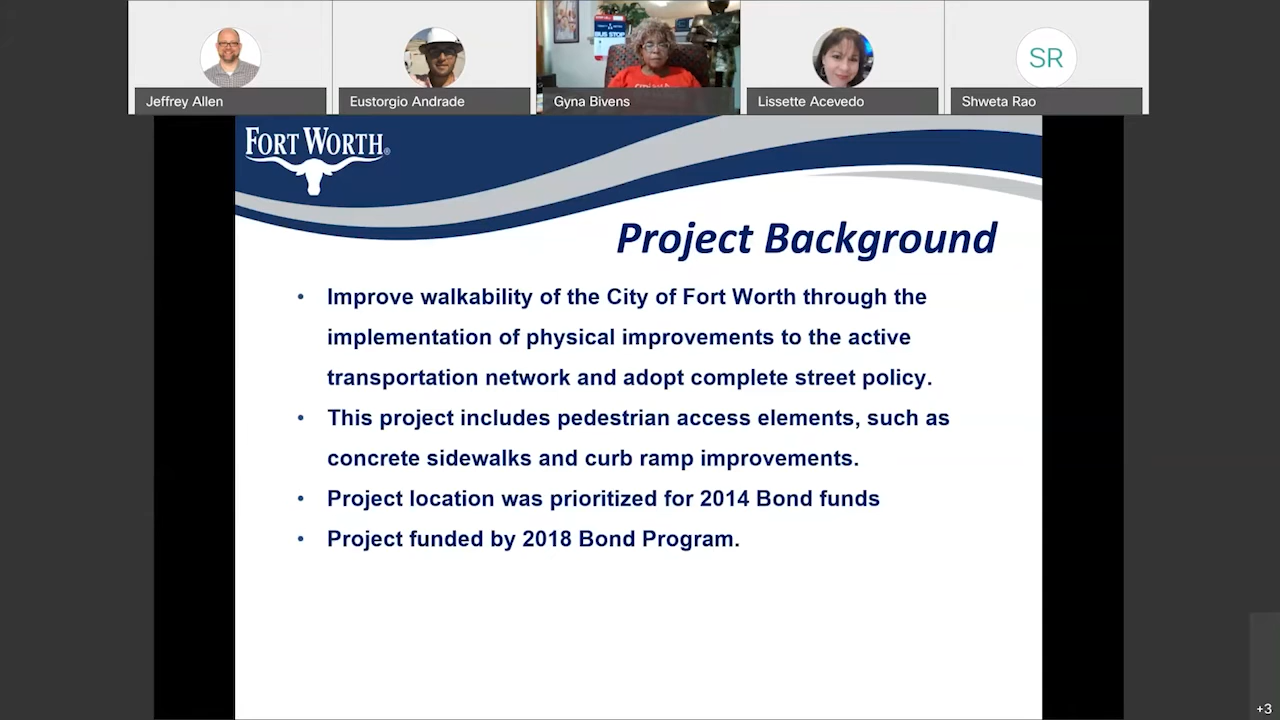 BUS STOP
Jeffrey Allen
Eustorgio Andrade
Gyna Bivens
Lissette Acevedo
SR
Shweta Rao
FORT WORTH®
Project Background
• Improve walkability of the City of Fort Worth through the
implementation of physical improvements to the active
transportation network and adopt complete street policy.
• This project includes pedestrian access elements, such as
concrete sidewalks and curb ramp improvements.
• Project location was prioritized for 2014 Bond funds
• Project funded by 2018 Bond Program.
+3